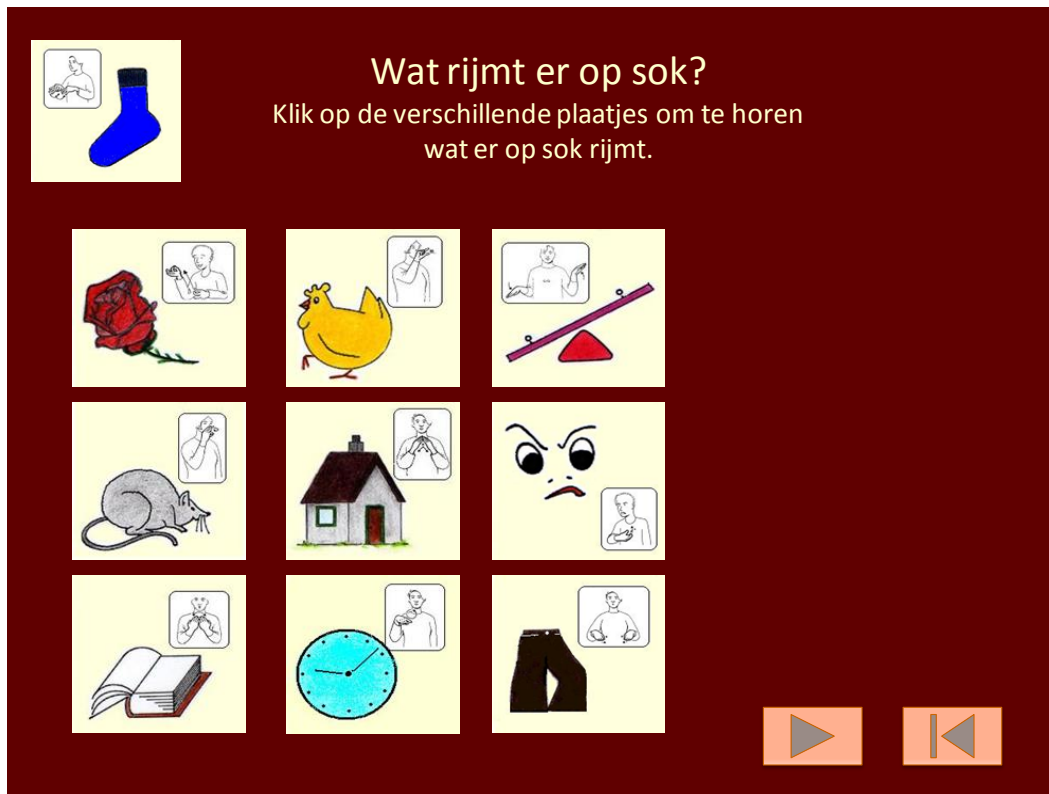 Wat rijmt er op sok?
Klik op de verschillende plaatjes om te horen
wat er op sok rijmt.